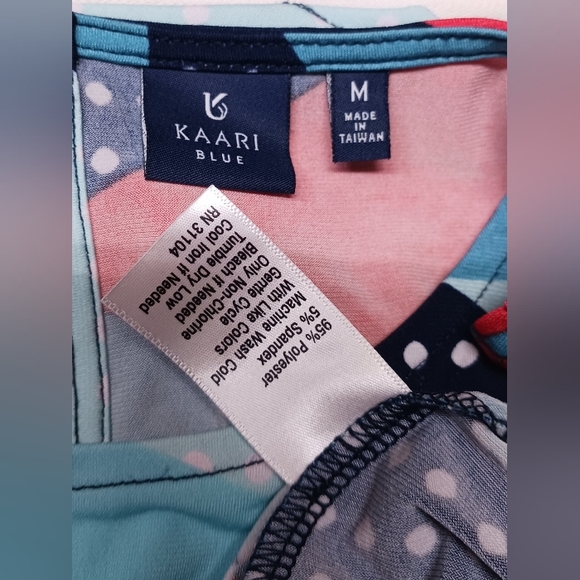 KAARI
BLUE
M
MADE
IN
TAIWAN
95% Polyester
5% Spandex
Machine Wash Cold
With Like Colors
Gentle Cycle
Only Non-Chlorine
Bleach If Needed
Tumble Dry Low
Cool Iron If Needed
RN 31104